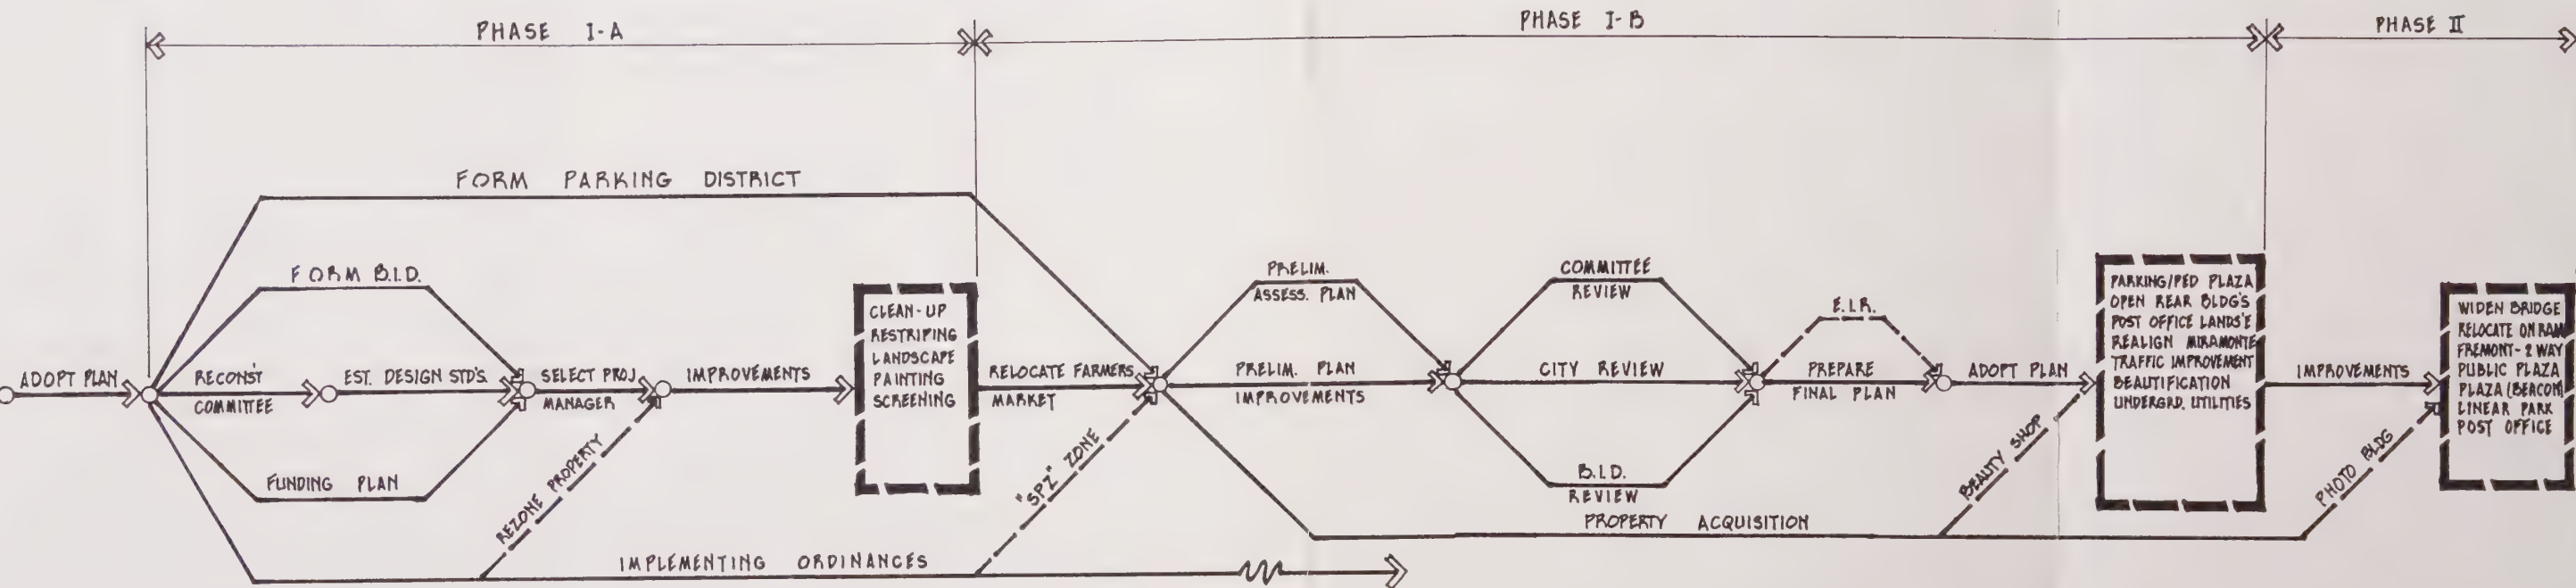 PHASE I-A
PHASE I-B
PHASE II
FORM PARKING DISTRICT
FORM B.I.D.
ADOPT PLAN
RECONS'T
COMMITTEE
EST. DESIGN STD'S.
SELECT PROJ.
MANAGER
IMPROVEMENTS
FUNDING PLAN
REZONE PROPERTY
IMPLEMENTING ORDINANCES
CLEAN-UP
RESTRIPING
LANDSCAPE
PAINTING
SCREENING
RELOCATE FARMERS
MARKET
"SPZ" ZONE
PRELIM.
ASSESS. PLAN
PRELIM. PLAN
IMPROVEMENTS
COMMITTEE
REVIEW
CITY REVIEW
B.I.D.
REVIEW
PROPERTY ACQUISITION
E.I.R.
PREPARE
FINAL PLAN
ADOPT PLAN
BEAUTY SHOP
PARKING/PED PLAZA
OPEN REAR BLDG'S
POST OFFICE LANDS'E
REALIGN MIRAMONTE
TRAFFIC IMPROVEMENT
BEAUTIFICATION
UNDERGRD. UTILITIES
IMPROVEMENTS
PHOTO BLDG
WIDEN BRIDGE
RELOCATE ON RAMP
FREMONT-2 WAY
PUBLIC PLAZA
PLAZA (BEACON)
LINEAR PARK
POST OFFICE